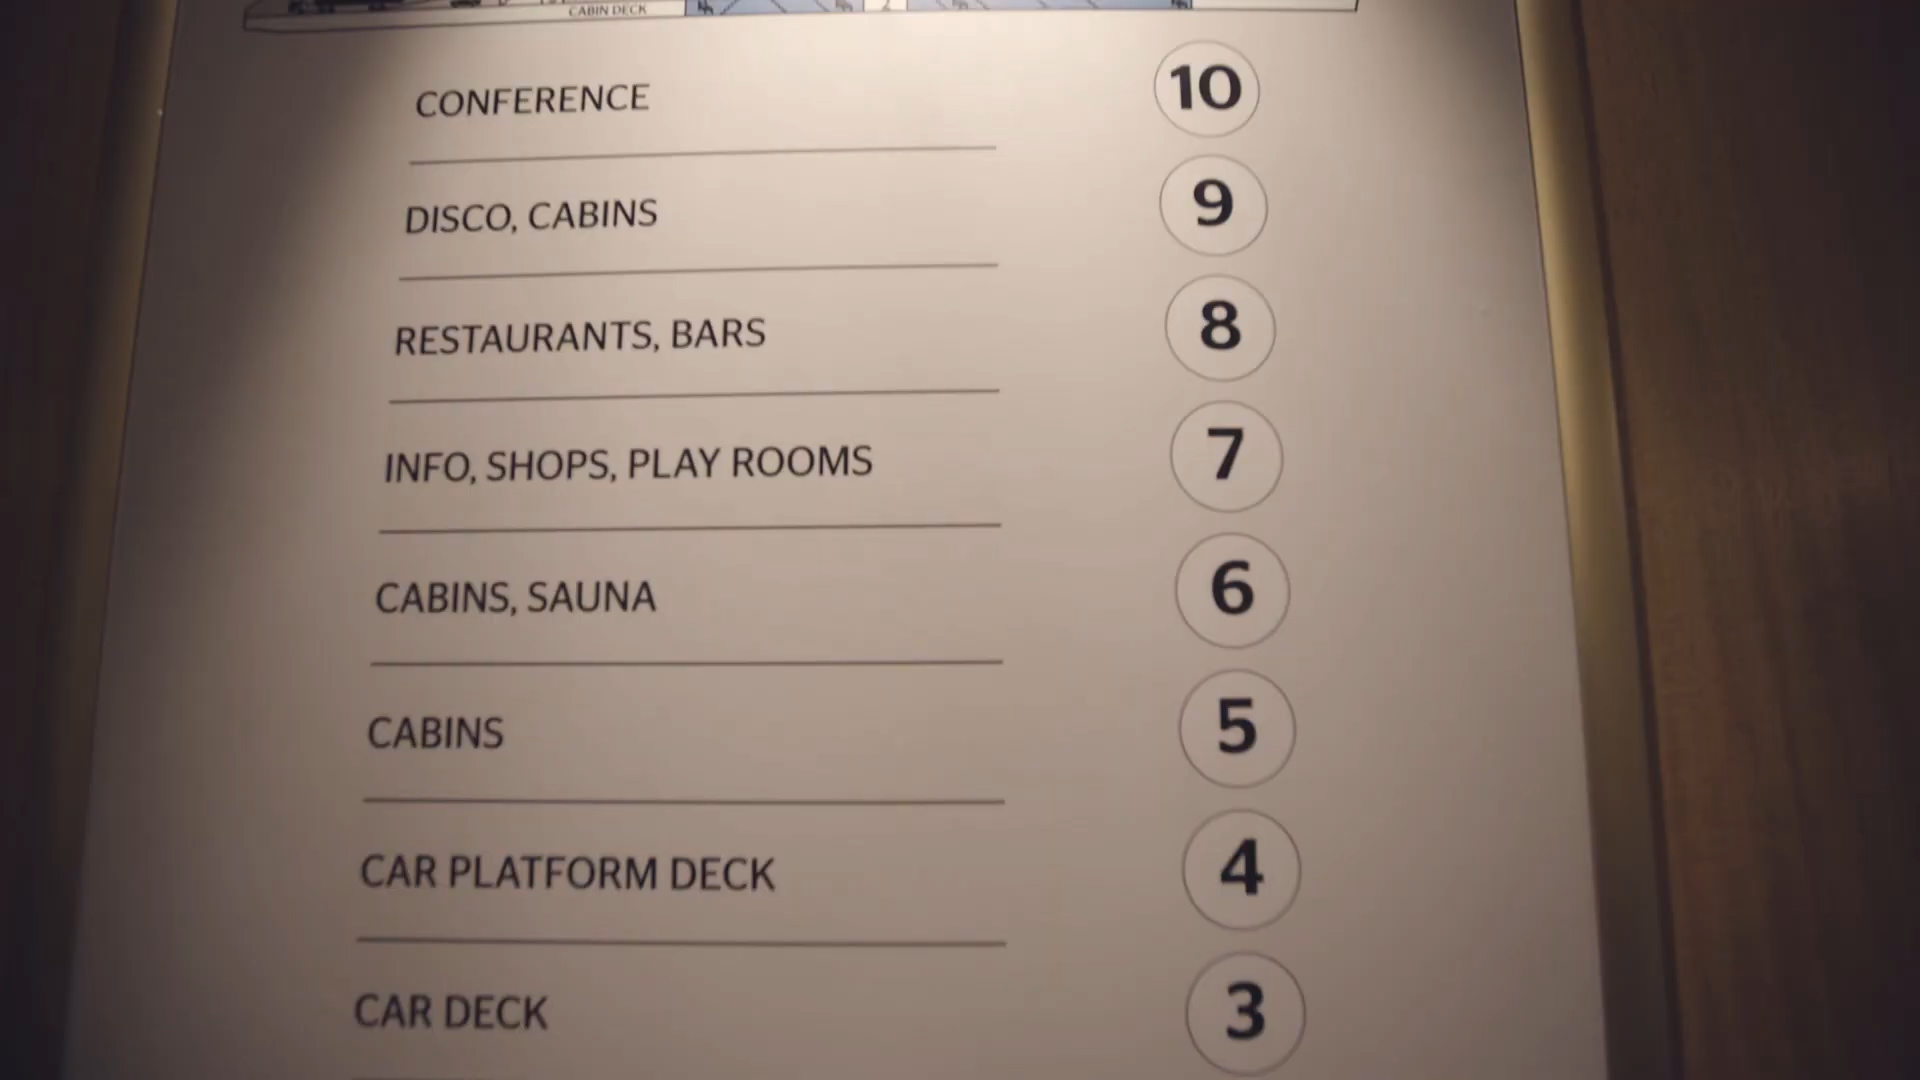 CABIN DECK 2
CONFERENCE 10
DISCO, CABINS 9
RESTAURANTS, BARS 8
INFO, SHOPS, PLAY ROOMS 7
CABINS, SAUNA 6
CABINS 5
CAR PLATFORM DECK 4
CAR DECK 3